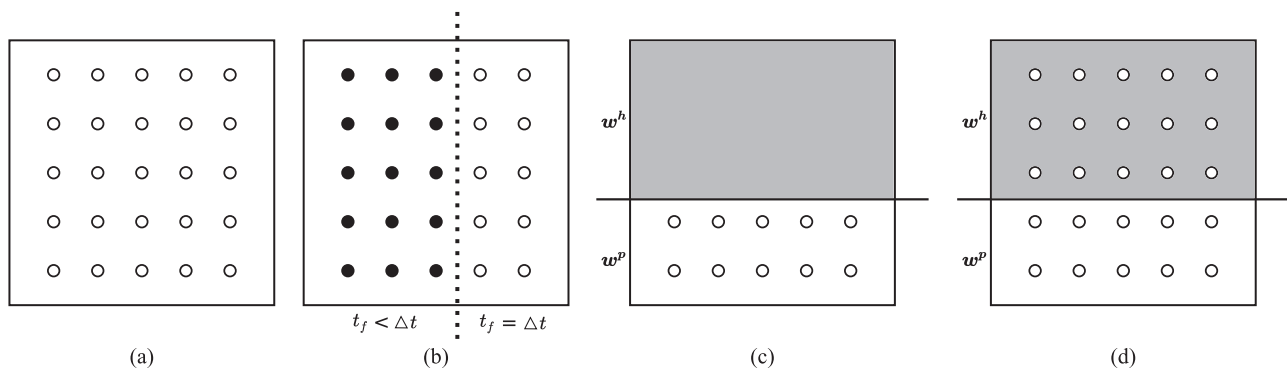 w^h
w^h
w^p
w^p
t_f < △t
t_f = △t
(a)
(b)
(c)
(d)